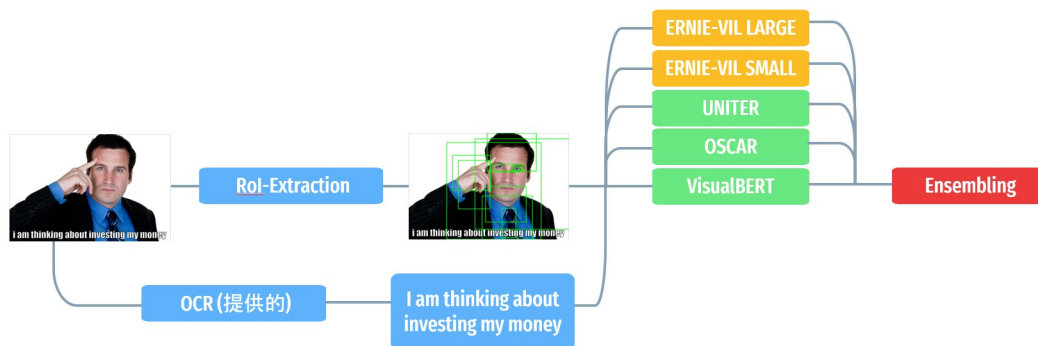 ERNIE-VIL LARGE
ERNIE-VIL SMALL
UNITER
OSCAR
VisualBERT
RoI-Extraction
Ensembling
i am thinking about investing my money
i am thinking about investing my money
OCR (提供的)
I am thinking about
investing my money